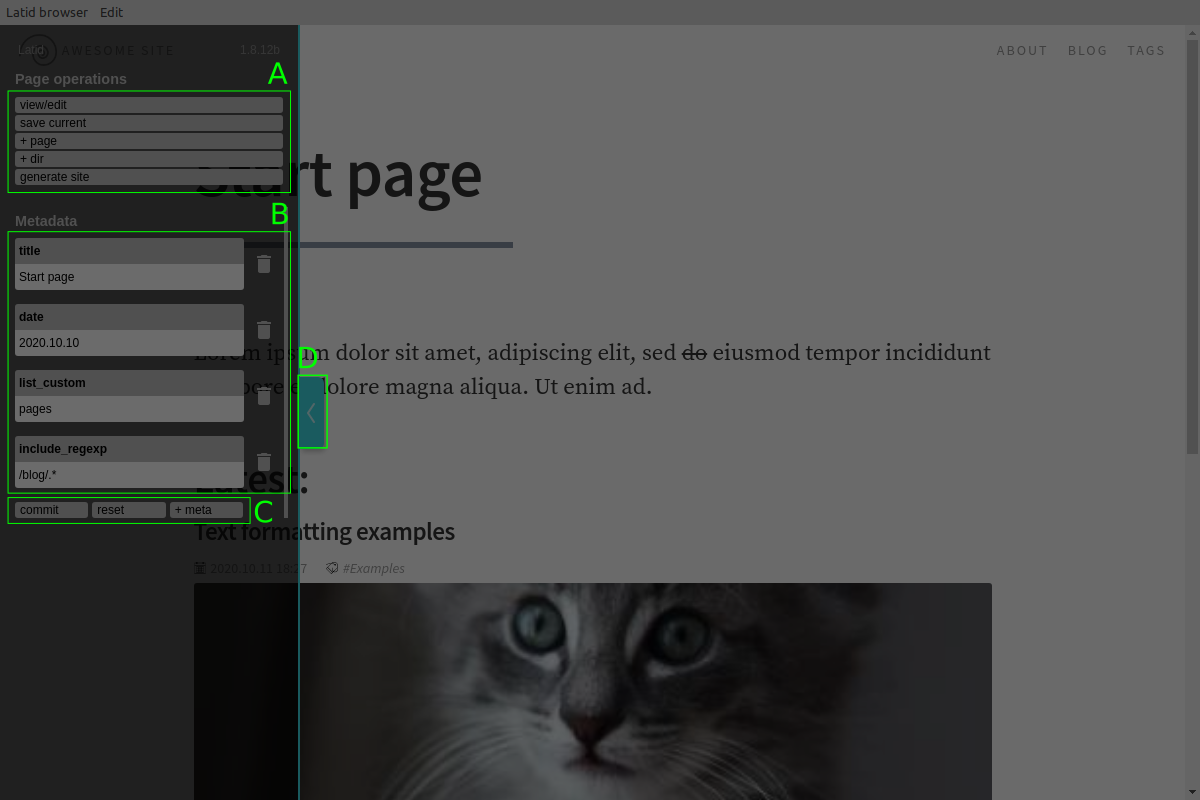 Latid browser Edit
Latid AWESOME SITE 1.8.12b ABOUT BLOG TAGS
Page operations A
view/edit
save current
+ page
+ dir
generate site
Start page
Metadata B
title
Start page
date
2020.10.10
Lorem ipsum dolor sit amet, adipiscing elit, sed do eiusmod tempor incididunt
D
list_custom
dolore magna aliqua. Ut enim ad.
pages
include_regexp
/blog/.*
Latest:
commit reset + meta C
Text formatting examples
2020.10.11 18:27 #Examples